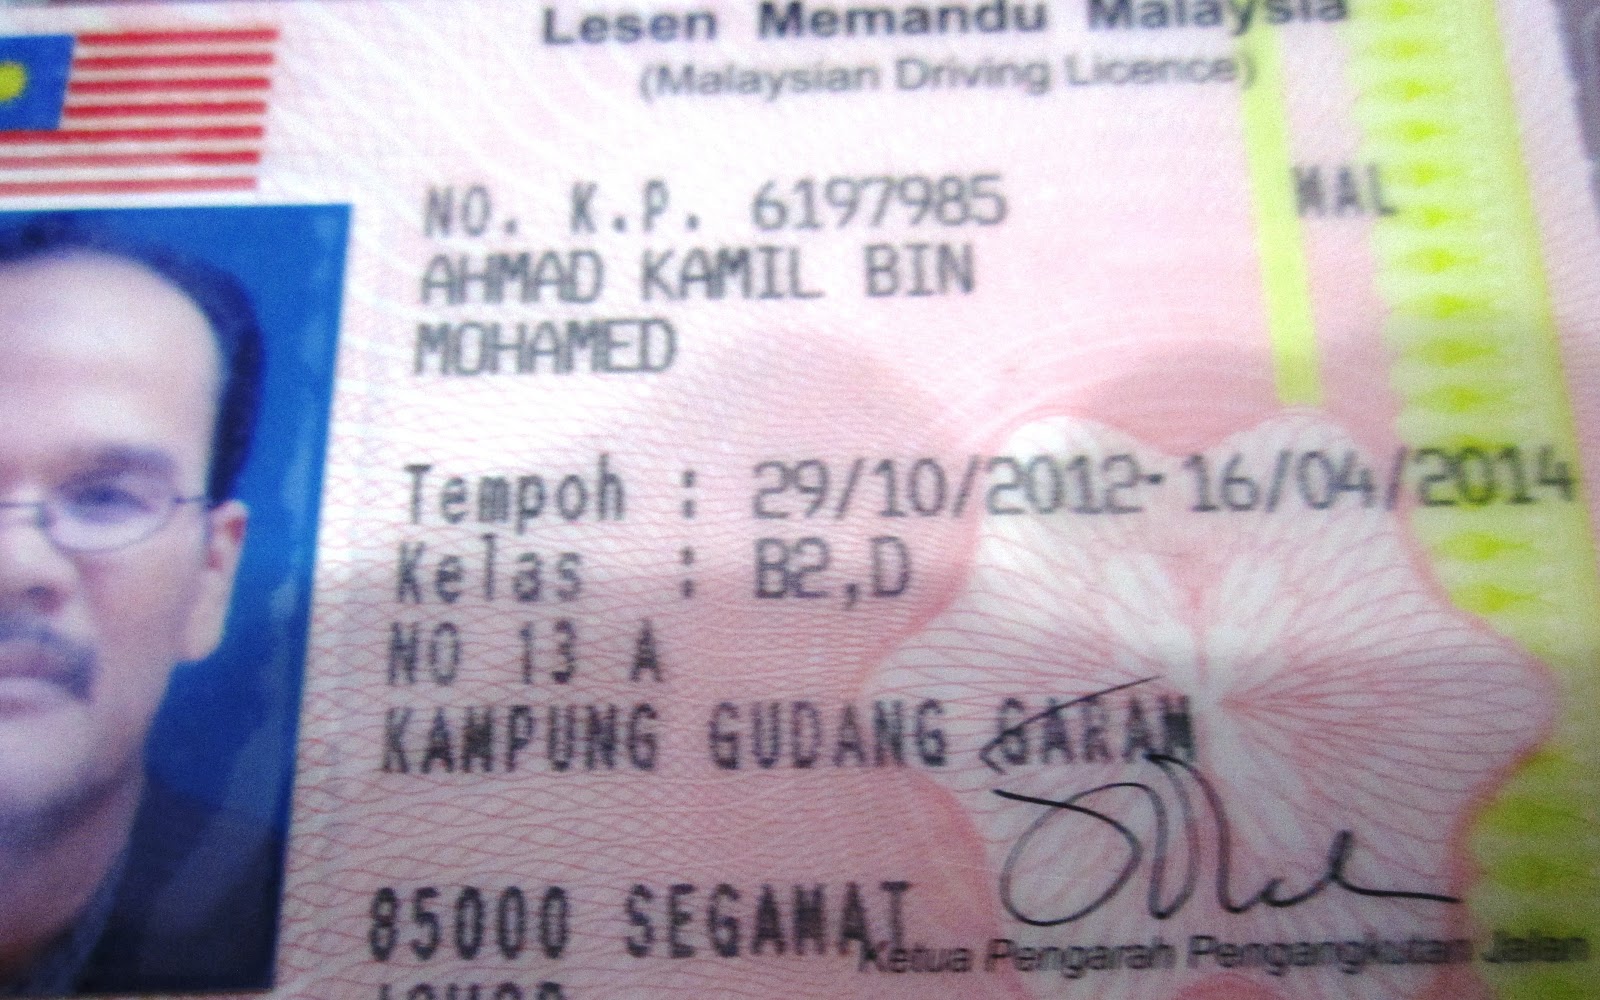 Lesen Memandu Malaysia
(Malaysian Driving Licence)
NO. K.P. 6197985 MAL
AHMAD KAMIL BIN
MOHAMED
Tempoh : 29/10/2012-16/04/2014
Kelas : B2,D
NO 13 A
KAMPUNG GUDANG GARAM
85000 SEGAMAT
Ketua Pengarah Pengangkutan Jalan
JOHOR